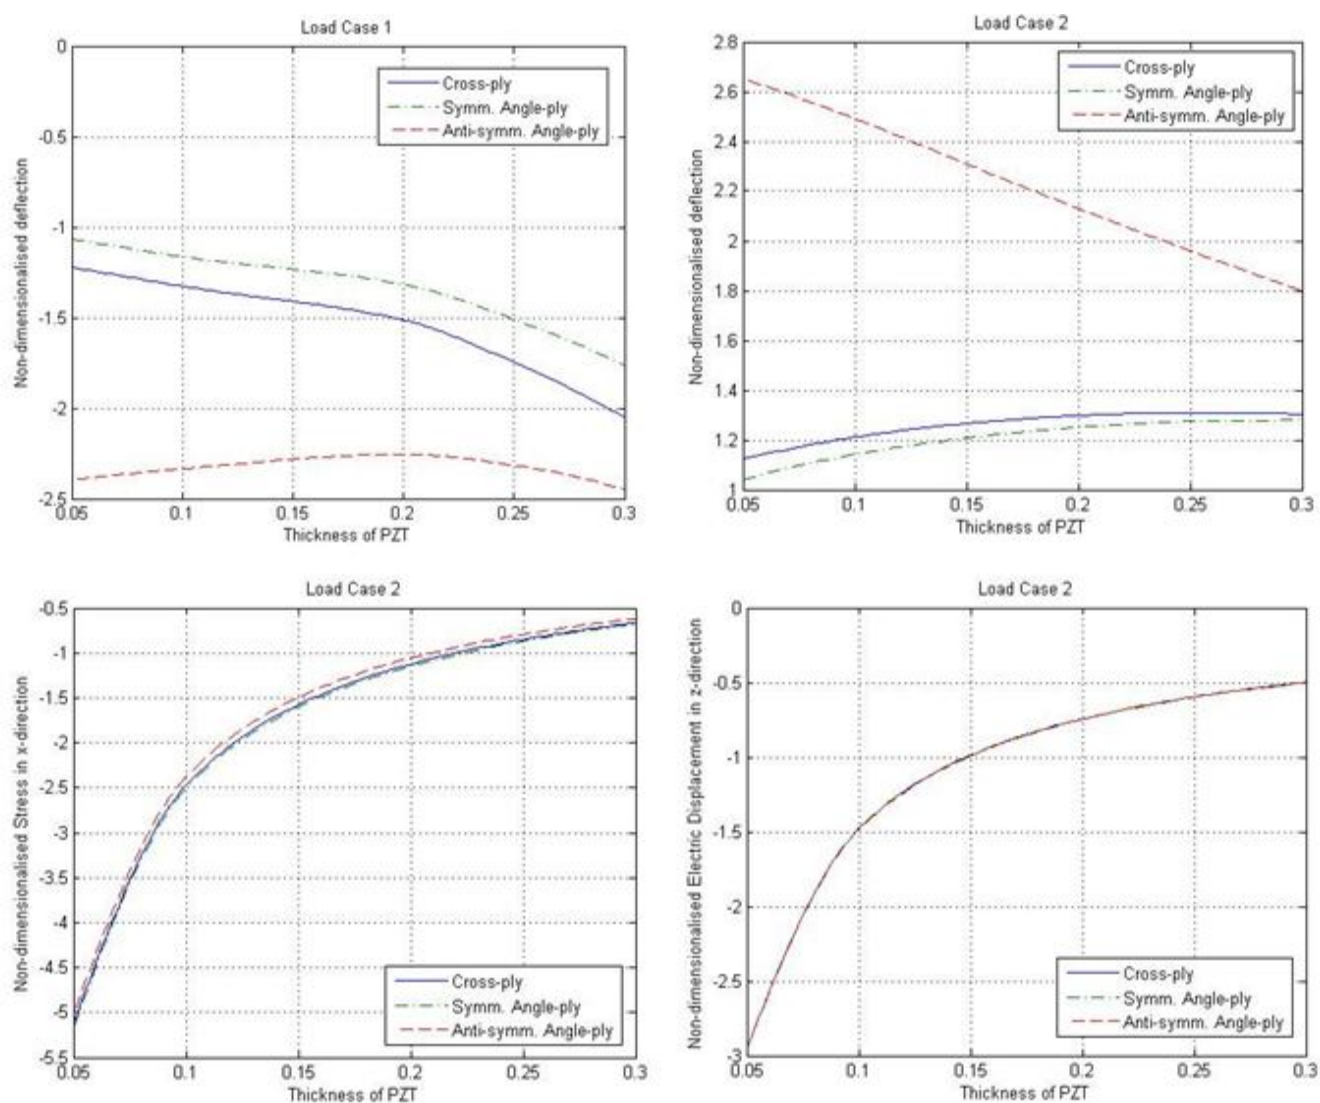 Load Case 1
Non-dimensionalised deflection
0
-0.5
-1
-1.5
-2
-2.5
Cross-ply
Symm. Angle-ply
Anti-symm. Angle-ply
0.05 0.1 0.15 0.2 0.25 0.3
Thickness of PZT
Load Case 2
Non-dimensionalised deflection
2.8
2.6
2.4
2.2
2
1.8
1.6
1.4
1.2
1
Cross-ply
Symm. Angle-ply
Anti-symm. Angle-ply
0.05 0.1 0.15 0.2 0.25 0.3
Thickness of PZT
Load Case 2
Non-dimensionalised Stress in x-direction
-0.5
-1
-1.5
-2
-2.5
-3
-3.5
-4
-4.5
-5
-5.5
Cross-ply
Symm. Angle-ply
Anti-symm. Angle-ply
0.05 0.1 0.15 0.2 0.25 0.3
Thickness of PZT
Load Case 2
Non-dimensionalised Electric Displacement in z-direction
0
-0.5
-1
-1.5
-2
-2.5
-3
Cross-ply
Symm. Angle-ply
Anti-symm. Angle-ply
0.05 0.1 0.15 0.2 0.25 0.3
Thickness of PZT